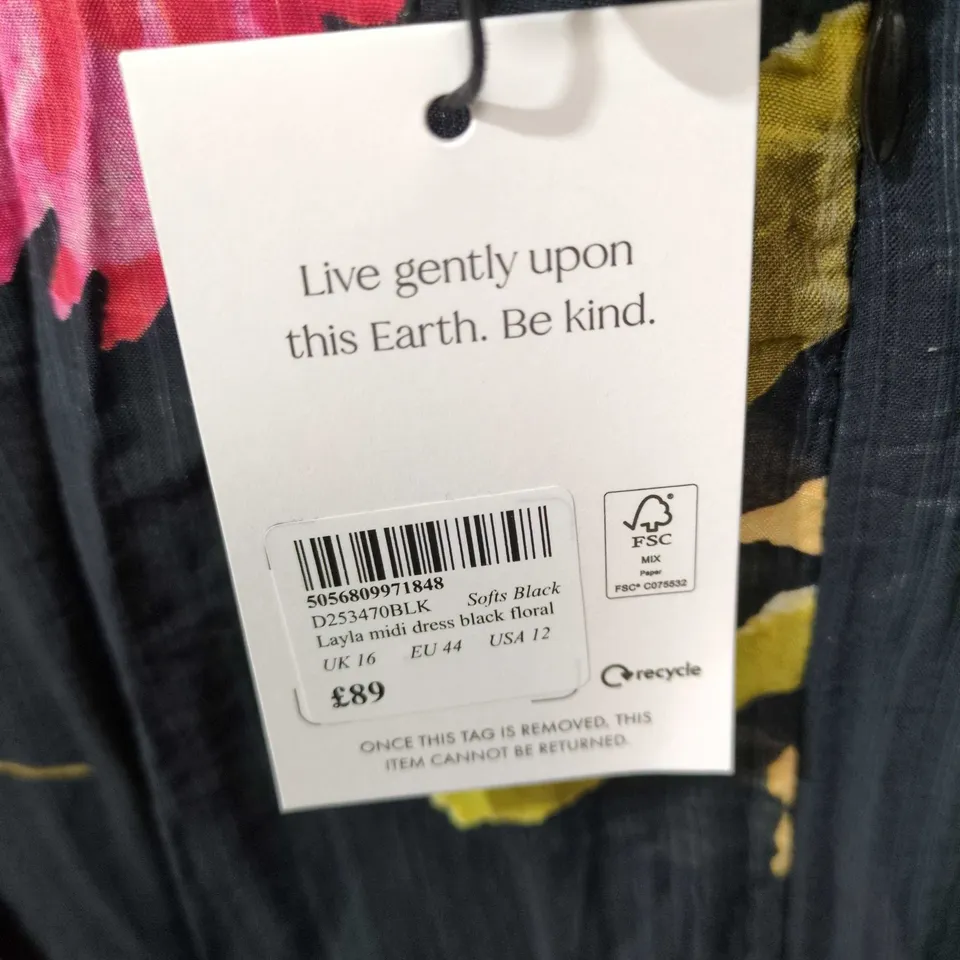 Live gently upon
this Earth. Be kind.
5056809971848
D253470BLK Softs Black
Layla midi dress black floral
UK 16 EU 44 USA 12
£89
FSC
MIX
Paper
FSC® C075532
recycle
ONCE THIS TAG IS REMOVED, THIS
ITEM CANNOT BE RETURNED.